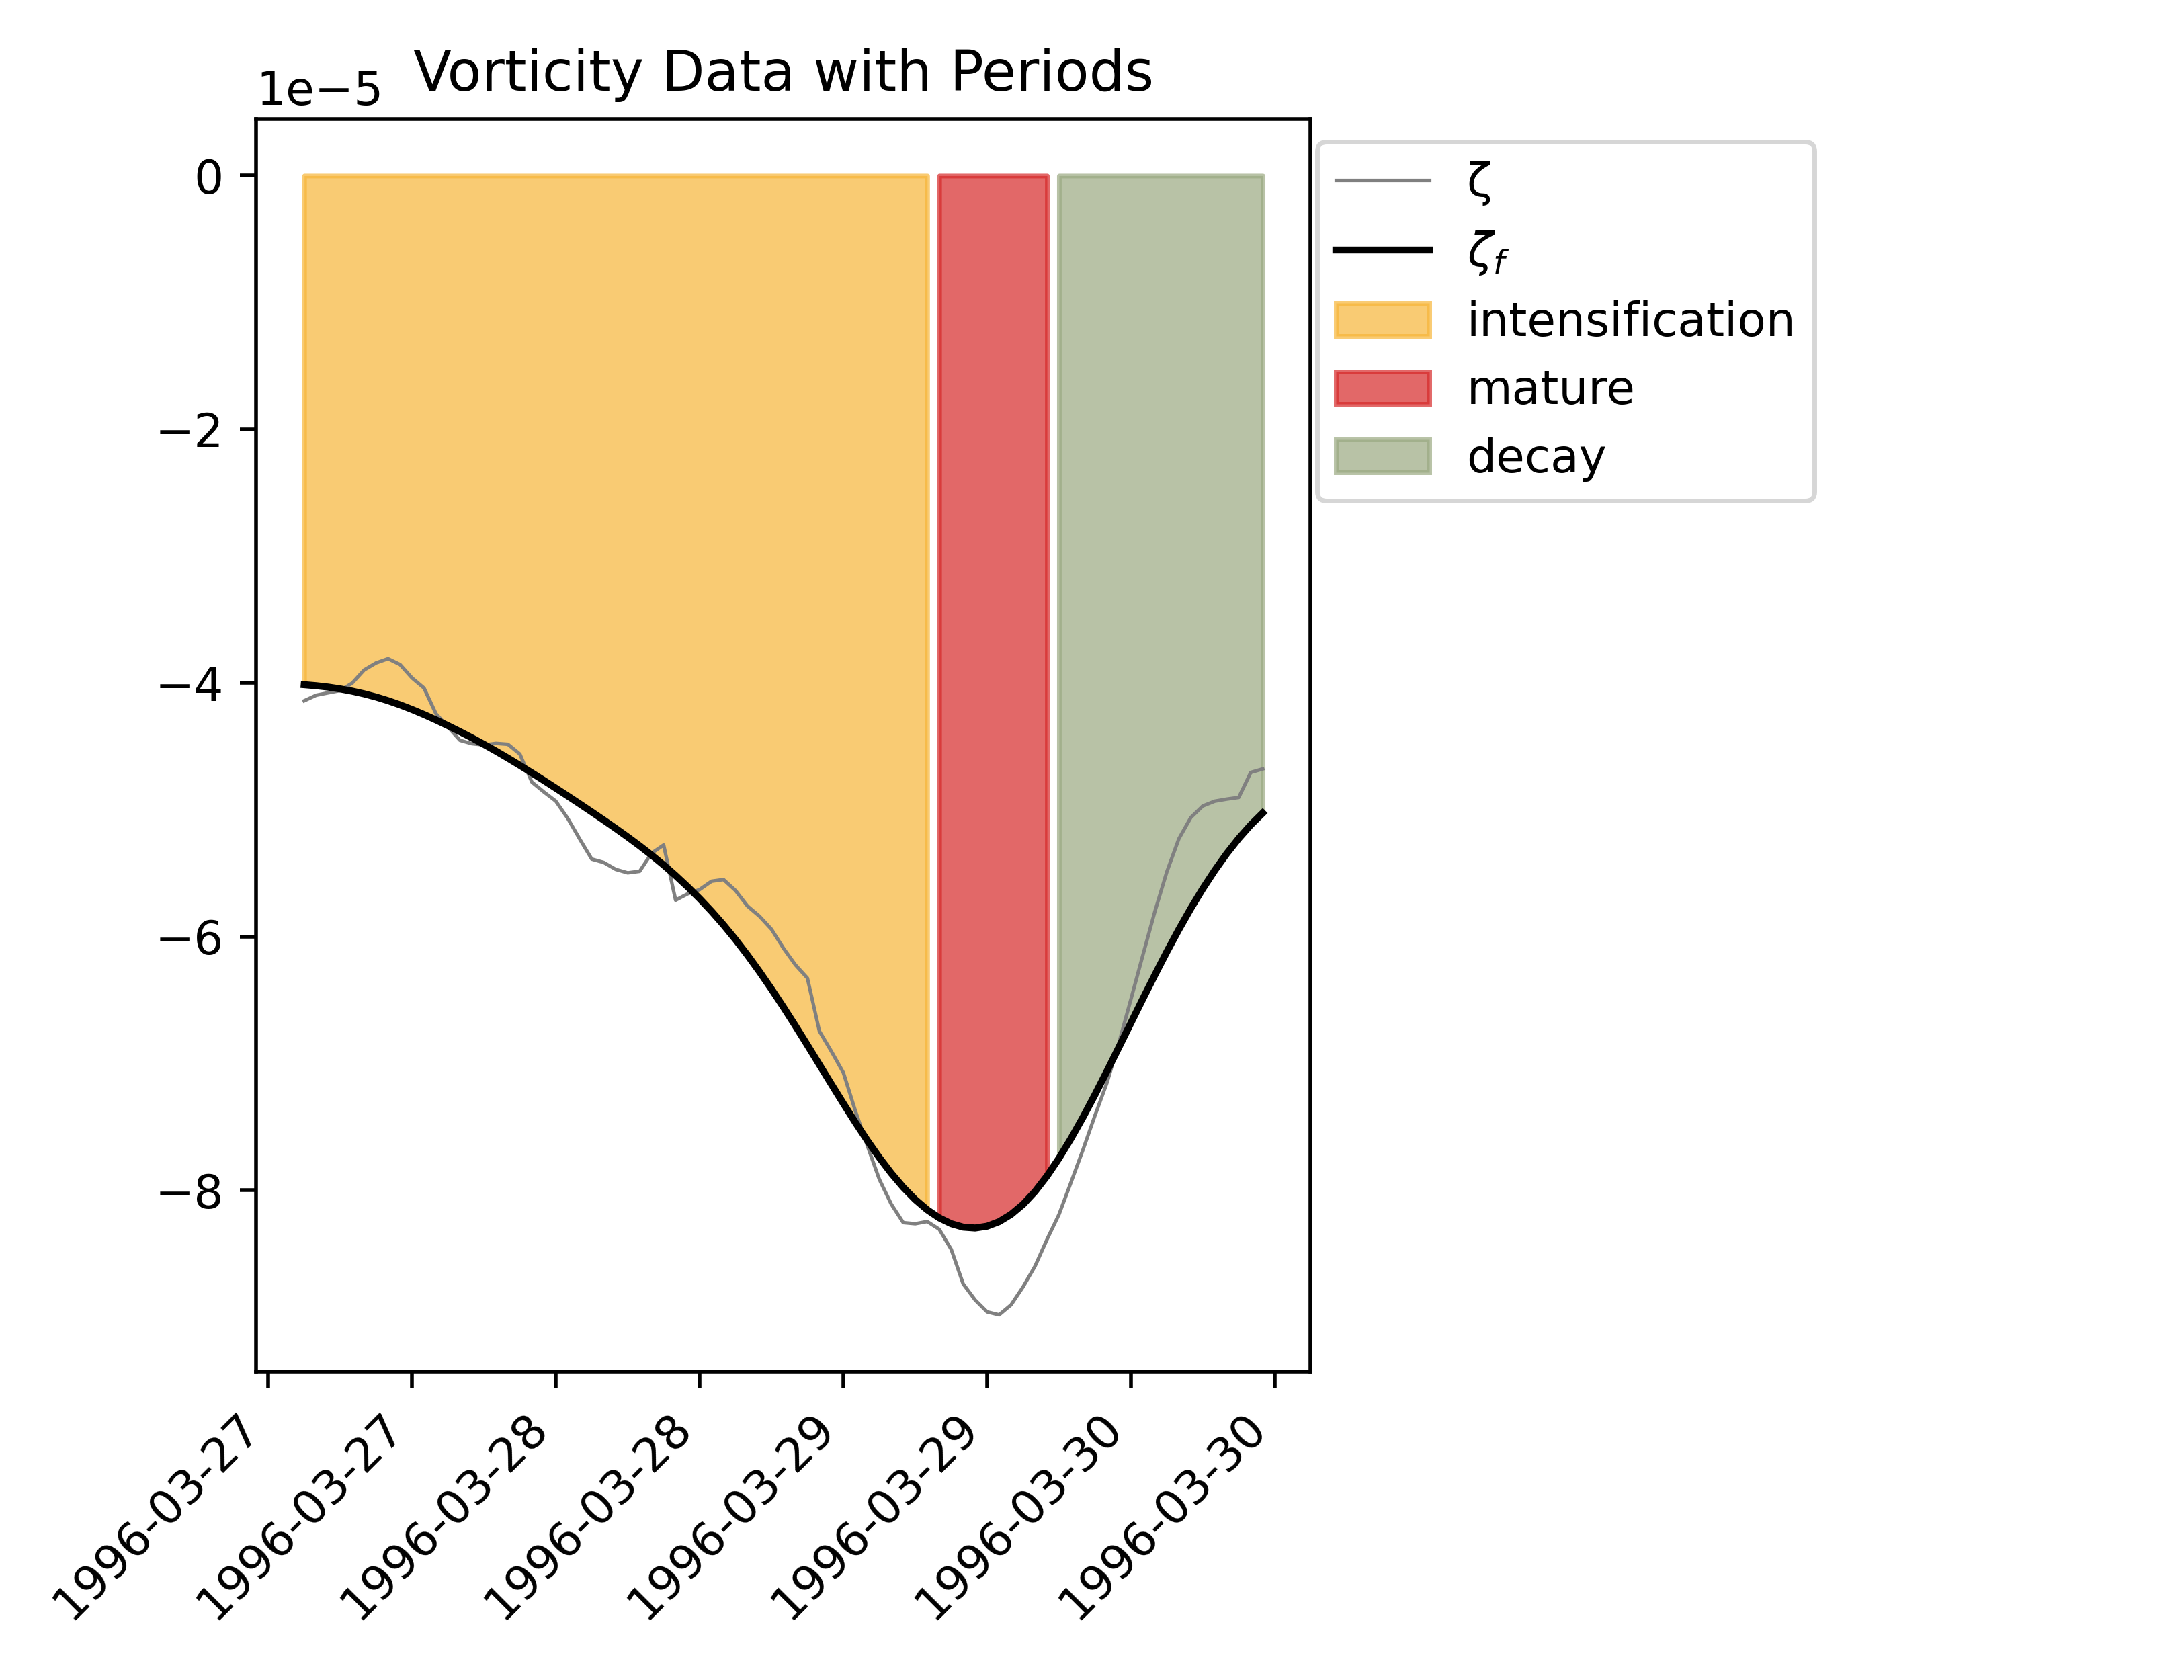 Vorticity Data with Periods
1e−5
0
−2
−4
−6
−8
ζ
ζf
intensification
mature
decay
1996-03-27
1996-03-27
1996-03-28
1996-03-28
1996-03-29
1996-03-29
1996-03-30
1996-03-30